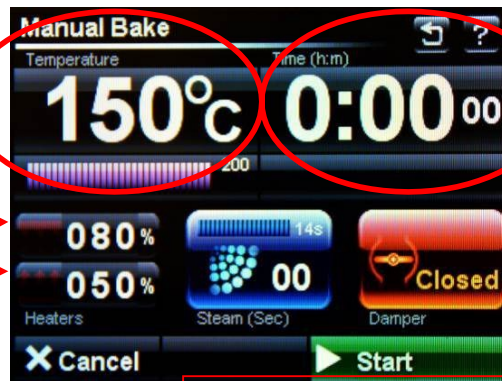 Manual Bake ?
Temperature Time (h:m)
150°C 0:00 00
200
080%
14s
050% 00 Closed
Heaters Steam (Sec) Damper
X Cancel Start